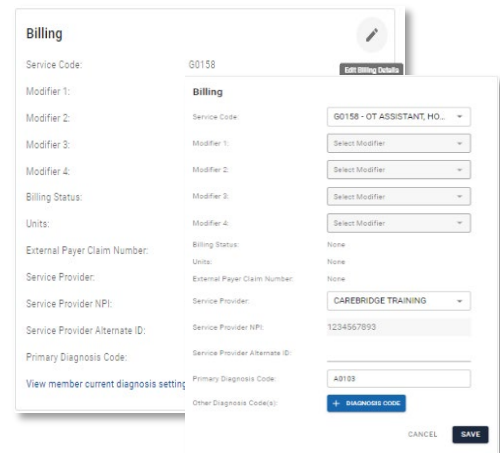 Billing
Service Code: G0158
Edit Billing Details
Modifier 1:
Modifier 2:
Modifier 3:
Modifier 4:
Billing Status:
Units:
External Payer Claim Number:
Service Provider:
Service Provider NPI:
Service Provider Alternate ID:
Primary Diagnosis Code:
View member current diagnosis setting
Billing
Service Code: G0158 - OT ASSISTANT, HO...
Modifier 1: Select Modifier
Modifier 2: Select Modifier
Modifier 3: Select Modifier
Modifier 4: Select Modifier
Billing Status: None
Units: None
External Payer Claim Number: None
Service Provider: CAREBRIDGE TRAINING
Service Provider NPI: 1234567893
Service Provider Alternate ID:
Primary Diagnosis Code: A0103
Other Diagnosis Code(s): + DIAGNOSIS CODE
CANCEL SAVE